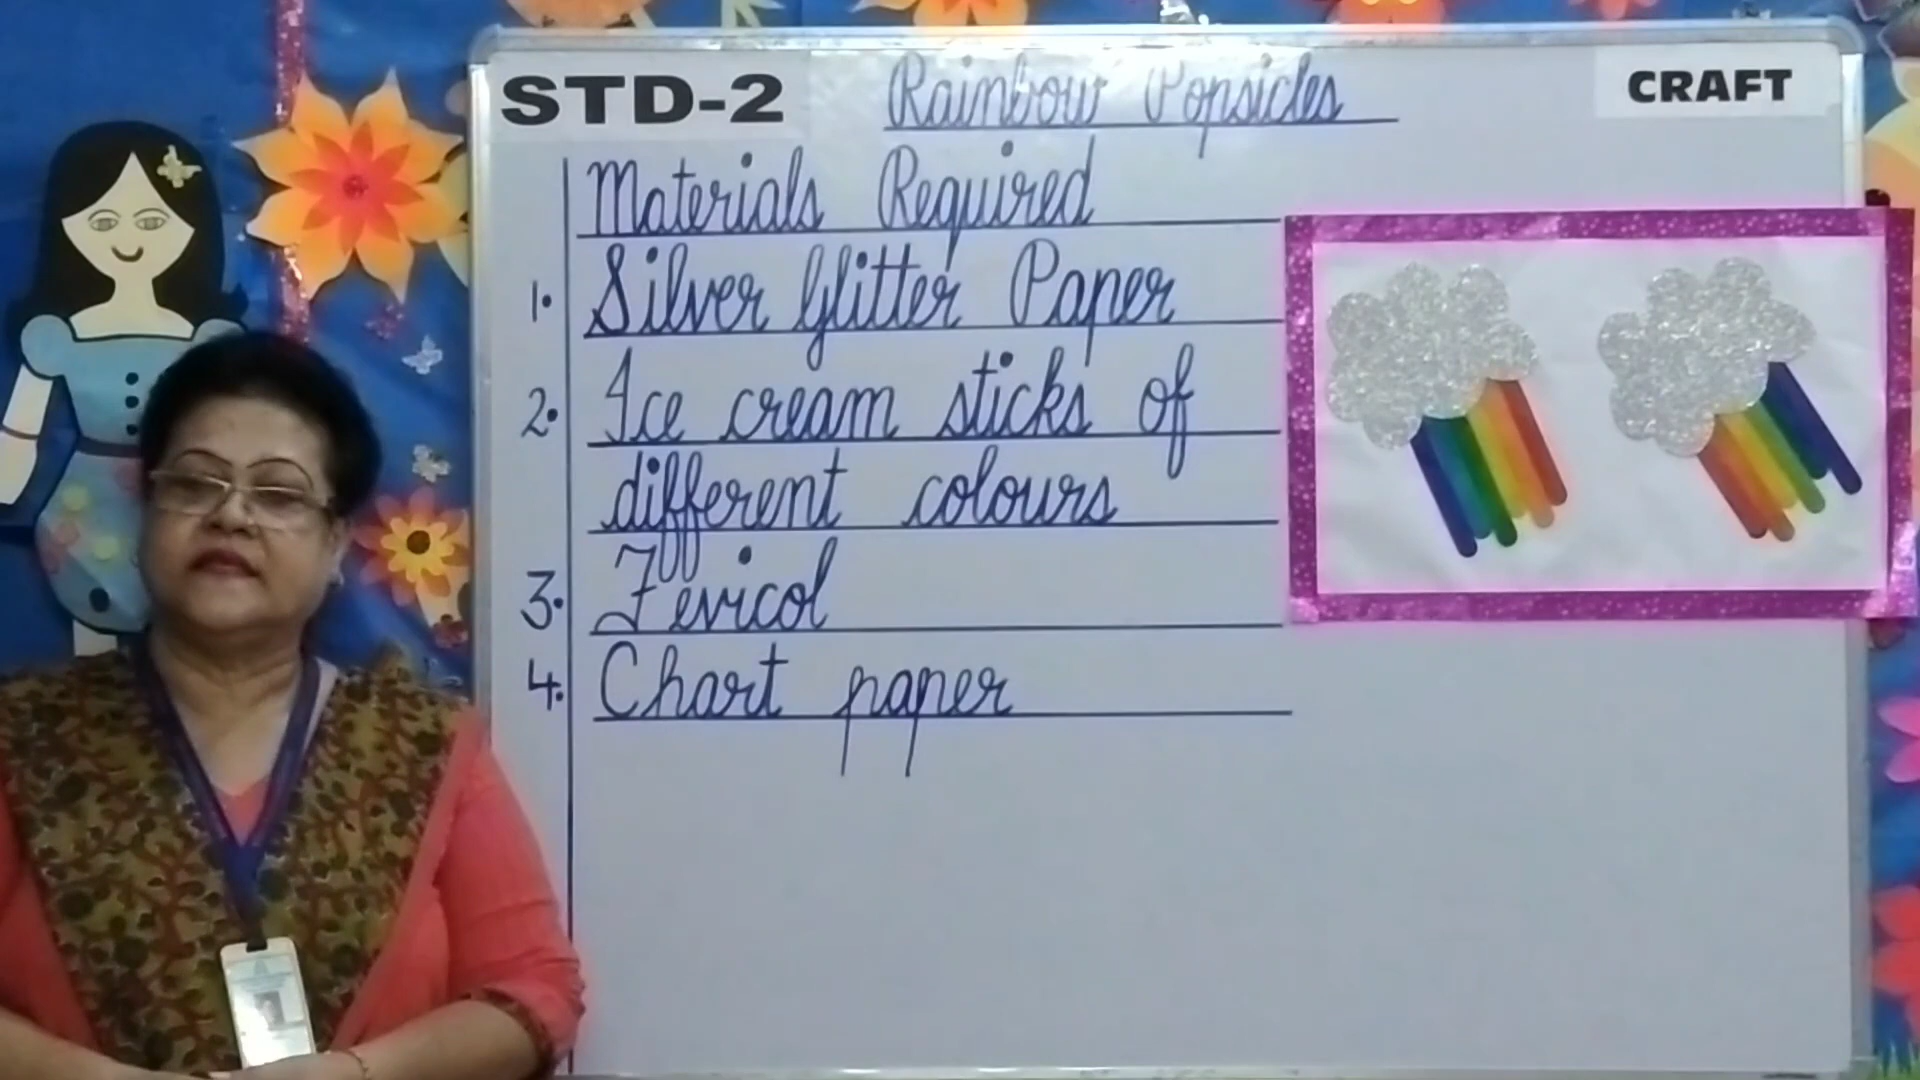 STD-2 Rainbow Popsicles CRAFT
Materials Required
1. Silver Glitter Paper
2. Ice cream sticks of
different colours
3. Fevicol
4. Chart paper